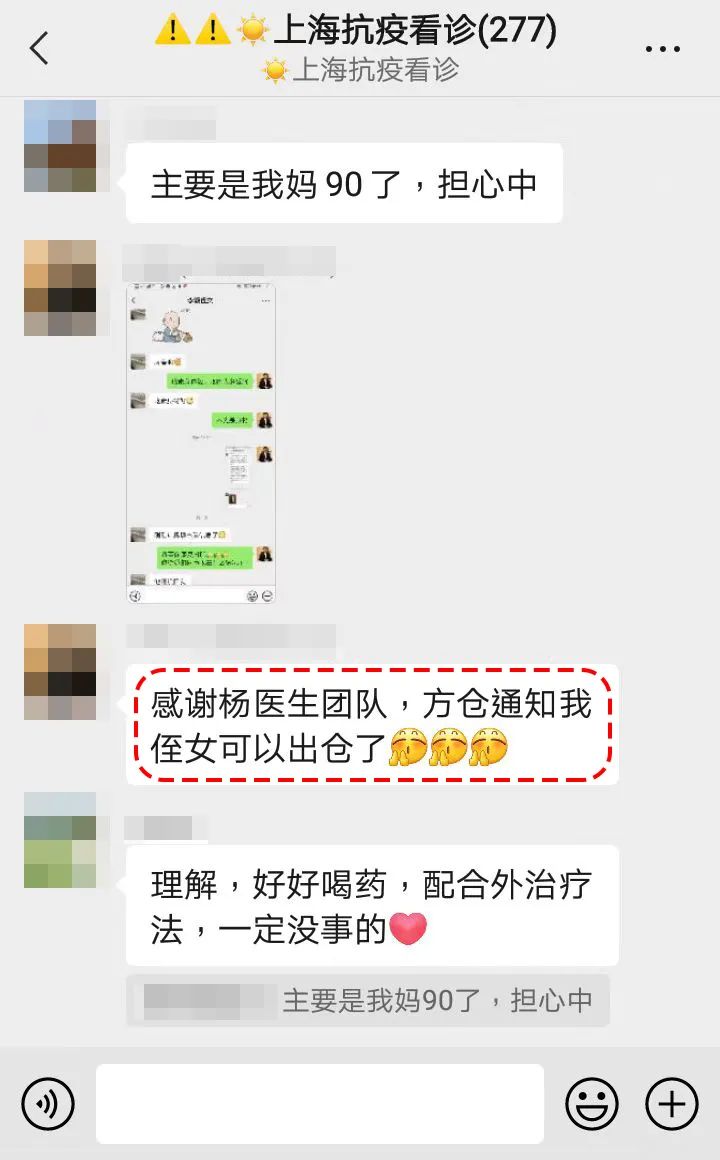 ⚠️⚠️☀️上海抗疫看诊(277)
☀️上海抗疫看诊
主要是我妈 90 了，担心中
感谢杨医生团队，方仓通知我
侄女可以出仓了🤭🤭🤭
理解，好好喝药，配合外治疗
法，一定没事的❤
主要是我妈90了，担心中